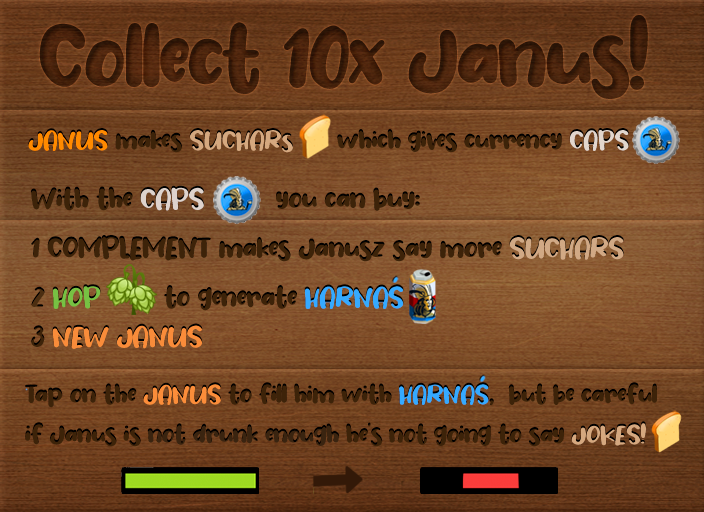 Collect 10x Janus!
JANUS makes SUCHARs which gives currency CAPS
With the CAPS you can buy:
1 COMPLEMENT makes Janusz say more SUCHARS
2 HOP to generate HARNAŚ
3 NEW JANUS
Tap on the JANUS to fill him with HARNAŚ, but be careful
if Janus is not drunk enough he's not going to say JOKES!